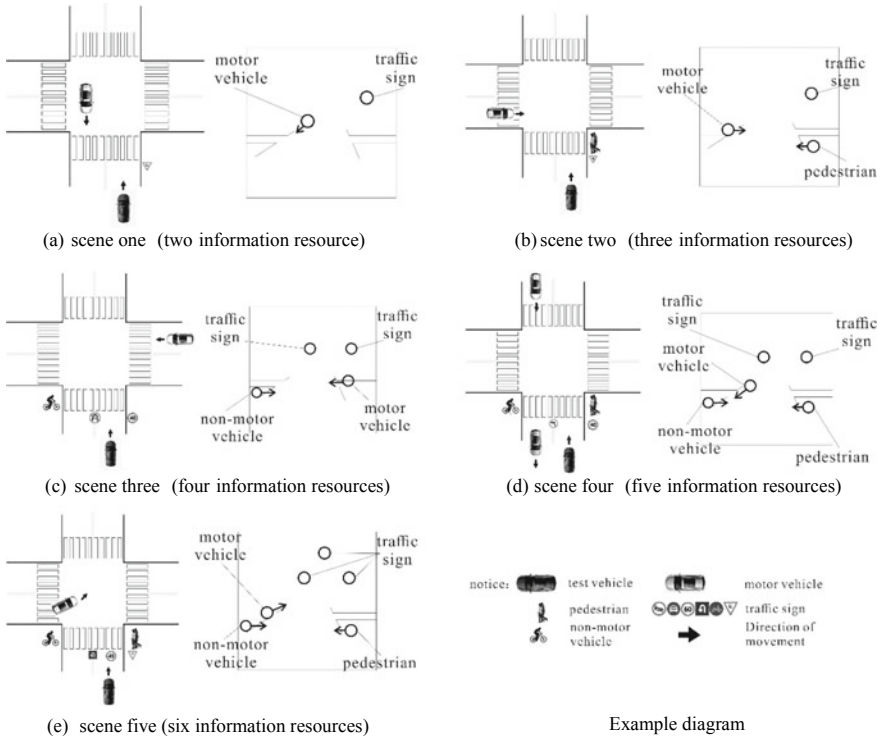 motor
vehicle
traffic
sign
motor
vehicle
traffic
sign
pedestrian
(a) scene one (two information resource)
(b) scene two (three information resources)
traffic
sign
traffic
sign
non-motor
vehicle
motor
vehicle
traffic
sign
motor
vehicle
traffic
sign
non-motor
vehicle
pedestrian
(c) scene three (four information resources)
(d) scene four (five information resources)
motor
vehicle
traffic
sign
non-motor
vehicle
pedestrian
notice:
test vehicle
motor vehicle
pedestrian
traffic sign
non-motor
vehicle
Direction of
movement
(e) scene five (six information resources)
Example diagram